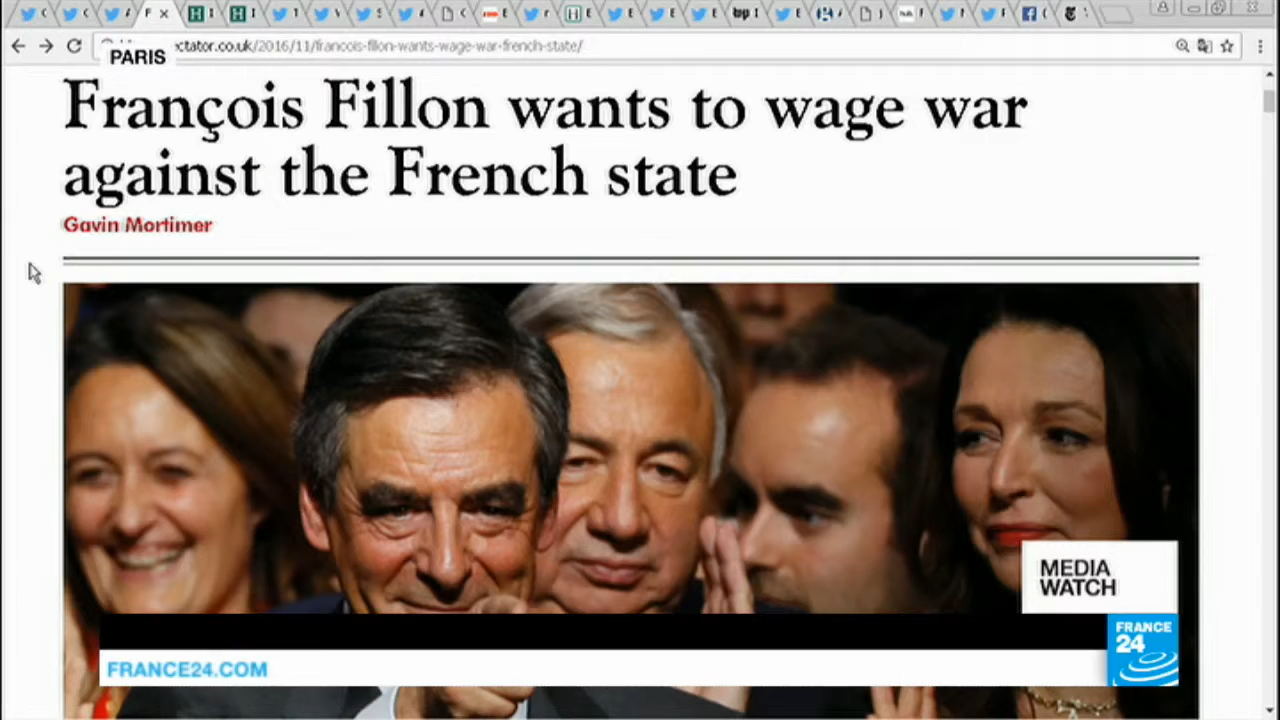 ctator.co.uk/2016/11/francois-fillon-wants-wage-war-french-state/
PARIS
François Fillon wants to wage war
against the French state
Gavin Mortimer
MEDIA
WATCH
FRANCE
24
FRANCE24.COM